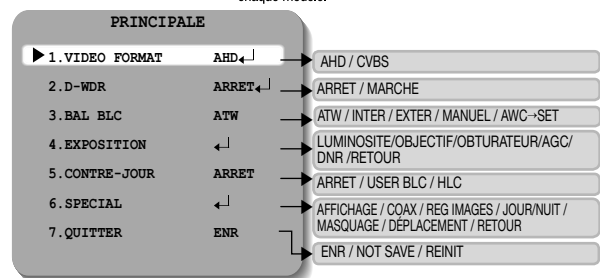 chaque modèle.
PRINCIPALE
1.VIDEO FORMAT AHD↵ AHD / CVBS
2.D-WDR ARRET↵ ARRET / MARCHE
3.BAL BLC ATW ATW / INTER / EXTER / MANUEL / AWC→SET
4.EXPOSITION ↵ LUMINOSITE/OBJECTIF/OBTURATEUR/AGC/
DNR /RETOUR
5.CONTRE-JOUR ARRET ARRET / USER BLC / HLC
6.SPECIAL ↵ AFFICHAGE / COAX / REG IMAGES / JOUR/NUIT /
MASQUAGE / DÉPLACEMENT / RETOUR
7.QUITTER ENR ENR / NOT SAVE / REINIT